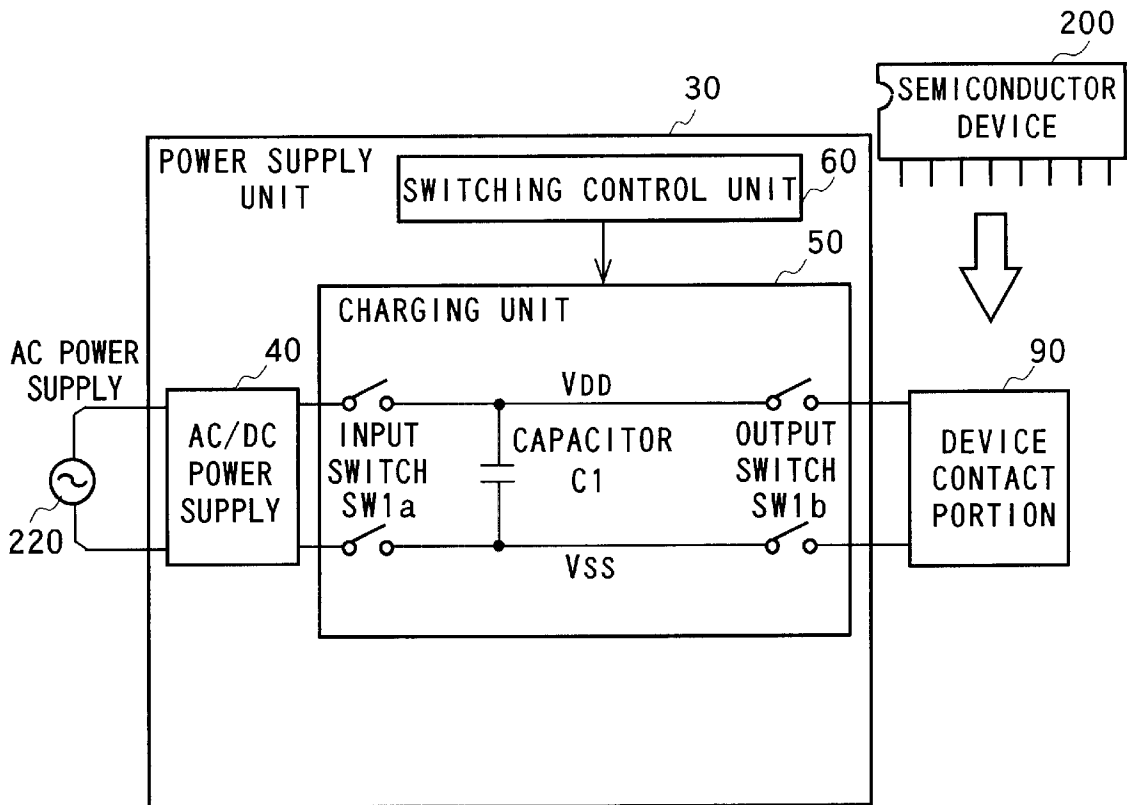 200
SEMICONDUCTOR
DEVICE
30
POWER SUPPLY
UNIT
60
SWITCHING CONTROL UNIT
50
CHARGING UNIT
AC POWER
SUPPLY
40
90
VDD
AC/DC
POWER
SUPPLY
INPUT
SWITCH
SW1a
CAPACITOR
C1
OUTPUT
SWITCH
SW1b
DEVICE
CONTACT
PORTION
220
VSS